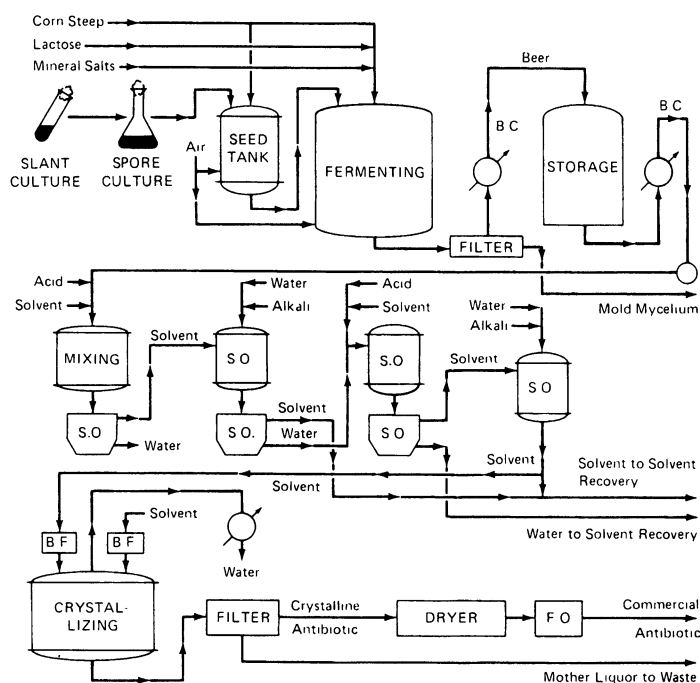 Corn Steep
Lactose
Mineral Salts
Beer
B C
B C
SLANT
CULTURE
SPORE
CULTURE
Air
SEED
TANK
FERMENTING
STORAGE
FILTER
Mold Mycelium
Acid
Solvent
Water
Alkali
Acid
Solvent
Water
Alkali
MIXING
Solvent
S O
S.O
Solvent
S O
S.O
Water
S O.
Solvent
Water
S O
Solvent
Solvent
Solvent to Solvent
Recovery
Water to Solvent Recovery
B F
B F
Solvent
Water
CRYSTAL-
LIZING
FILTER
Crystalline
Antibiotic
DRYER
F O
Commercial
Antibiotic
Mother Liquor to Waste